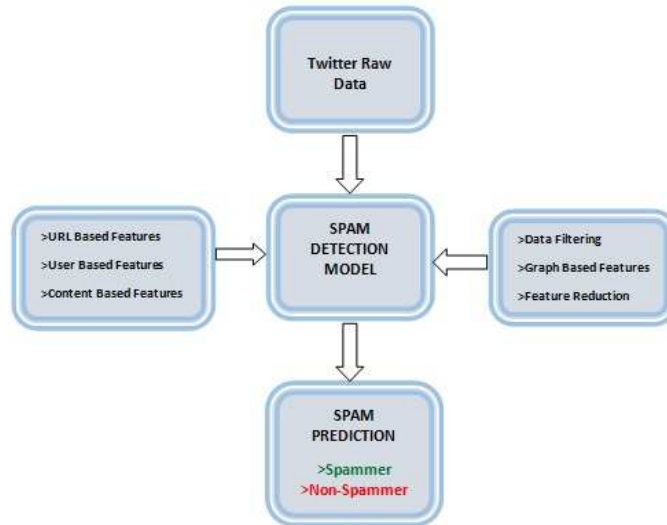 Twitter Raw
Data
>URL Based Features
>User Based Features
>Content Based Features
SPAM
DETECTION
MODEL
>Data Filtering
>Graph Based Features
>Feature Reduction
SPAM
PREDICTION
>Spammer
>Non-Spammer